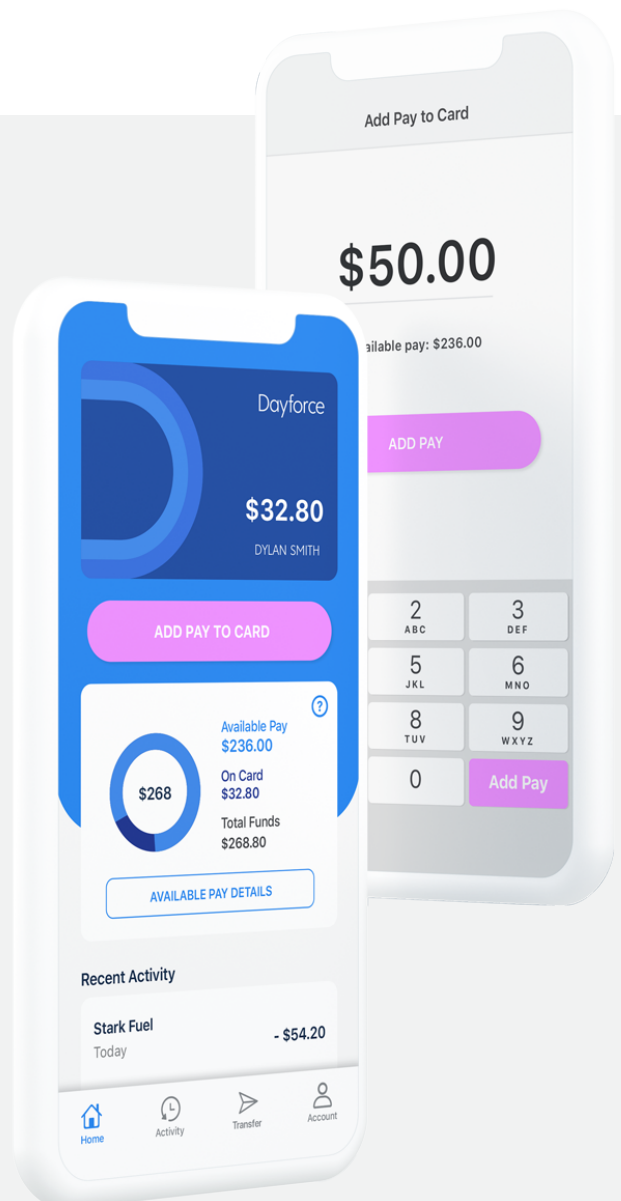 Add Pay to Card
$50.00
ailable pay: $236.00
ADD PAY
2
ABC
3
DEF
5
JKL
6
MNO
8
TUV
9
WXYZ
0
Add Pay
Dayforce
$32.80
DYLAN SMITH
ADD PAY TO CARD
?
$268
Available Pay
$236.00
On Card
$32.80
Total Funds
$268.80
AVAILABLE PAY DETAILS
Recent Activity
Stark Fuel
- $54.20
Today
Home
Activity
Transfer
Account